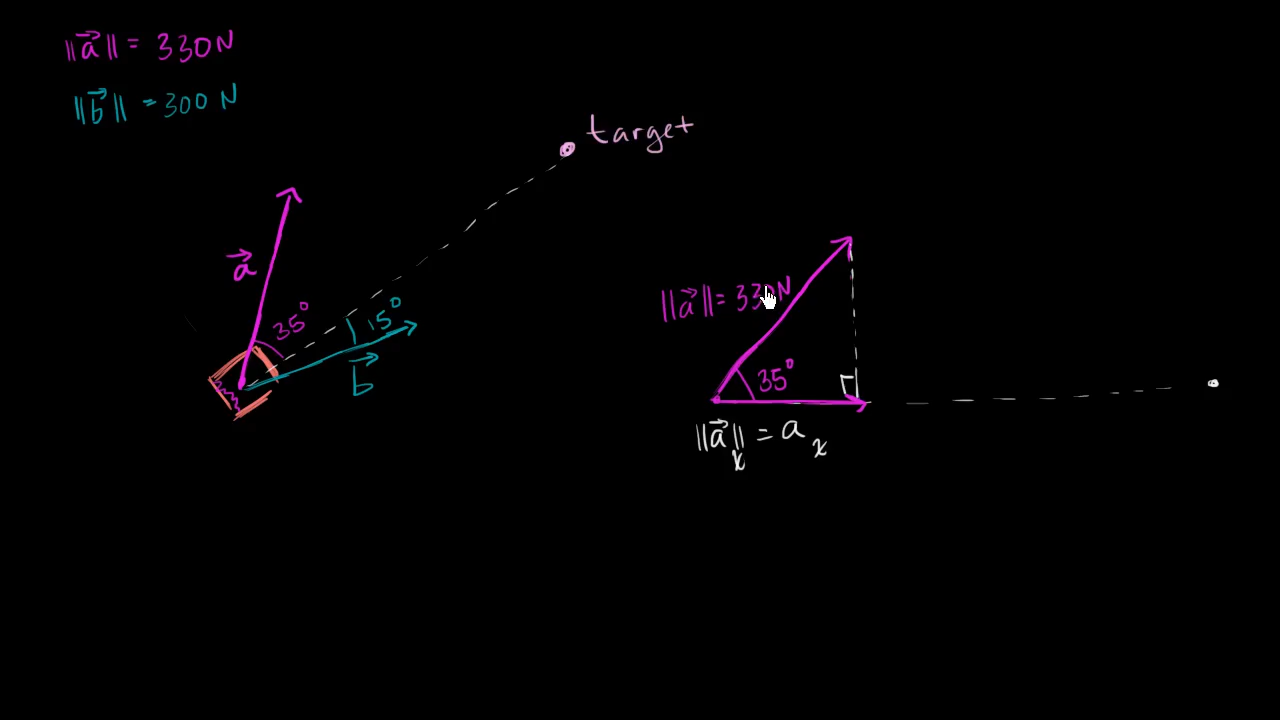 ‖a⃗‖ = 330N
‖b⃗‖ = 300 N
target
a⃗
35°
15°
b⃗
‖a⃗‖ = 330N
35°
‖a⃗‖ₓ = aₓ